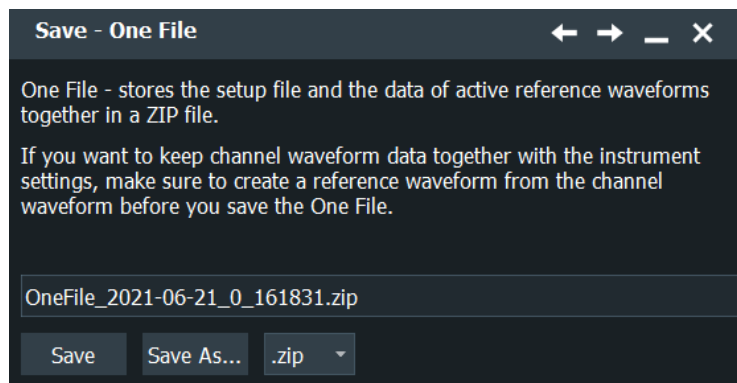 Save - One File
One File - stores the setup file and the data of active reference waveforms
together in a ZIP file.
If you want to keep channel waveform data together with the instrument
settings, make sure to create a reference waveform from the channel
waveform before you save the One File.
OneFile_2021-06-21_0_161831.zip
Save
Save As...
.zip